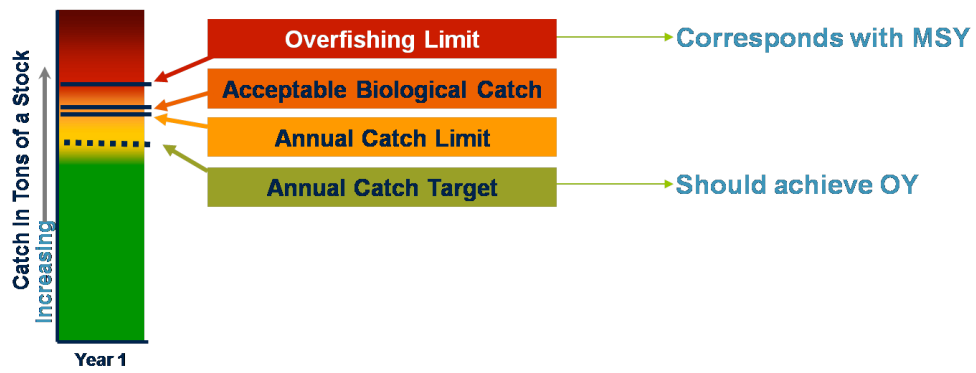 Catch In Tons of a Stock
Increasing
Overfishing Limit
Corresponds with MSY
Acceptable Biological Catch
Annual Catch Limit
Annual Catch Target
Should achieve OY
Year 1